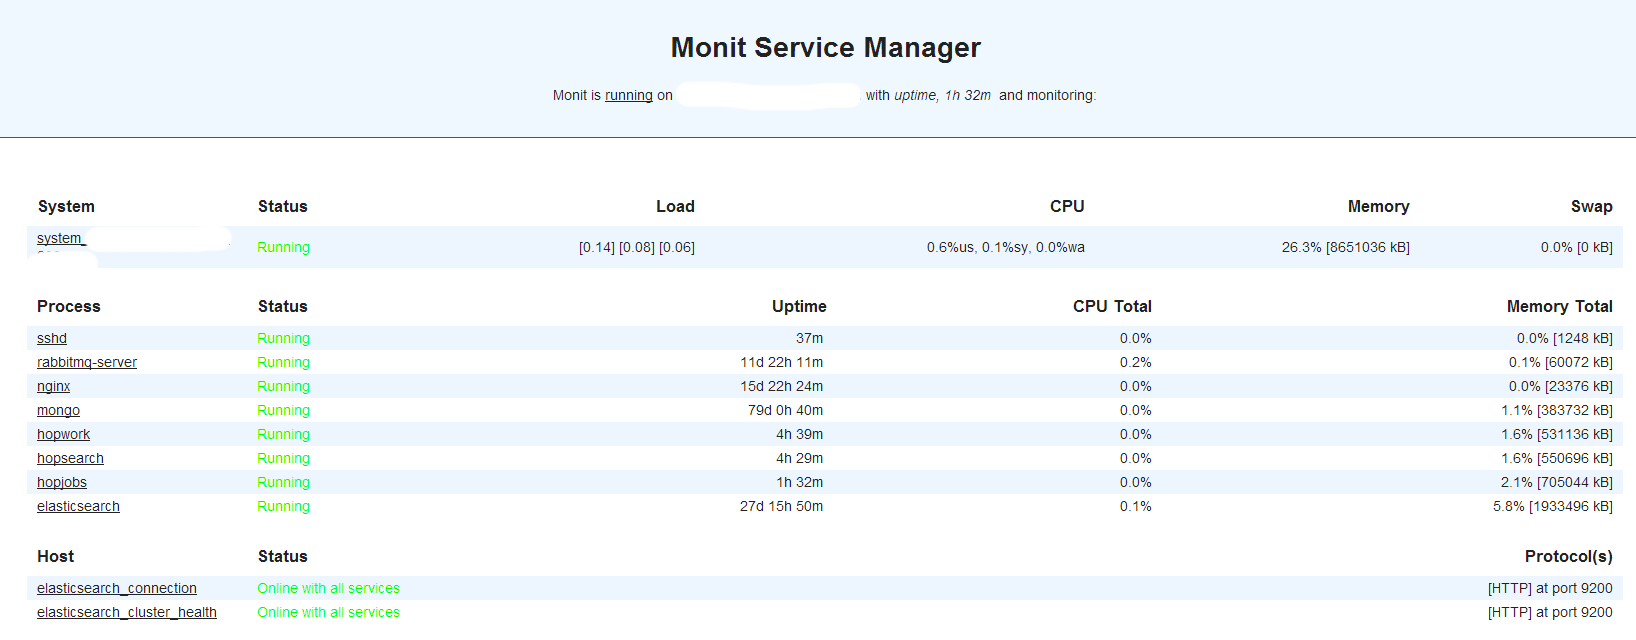 Monit Service Manager
Monit is running on with uptime, 1h 32m and monitoring:
System Status Load CPU Memory Swap
system_ Running [0.14] [0.08] [0.06] 0.6%us, 0.1%sy, 0.0%wa 26.3% [8651036 kB] 0.0% [0 kB]
Process Status Uptime CPU Total Memory Total
sshd Running 37m 0.0% 0.0% [1248 kB]
rabbitmq-server Running 11d 22h 11m 0.2% 0.1% [60072 kB]
nginx Running 15d 22h 24m 0.0% 0.0% [23376 kB]
mongo Running 79d 0h 40m 0.0% 1.1% [383732 kB]
hopwork Running 4h 39m 0.0% 1.6% [531136 kB]
hopsearch Running 4h 29m 0.0% 1.6% [550696 kB]
hopjobs Running 1h 32m 0.0% 2.1% [705044 kB]
elasticsearch Running 27d 15h 50m 0.1% 5.8% [1933496 kB]
Host Status Protocol(s)
elasticsearch_connection Online with all services [HTTP] at port 9200
elasticsearch_cluster_health Online with all services [HTTP] at port 9200